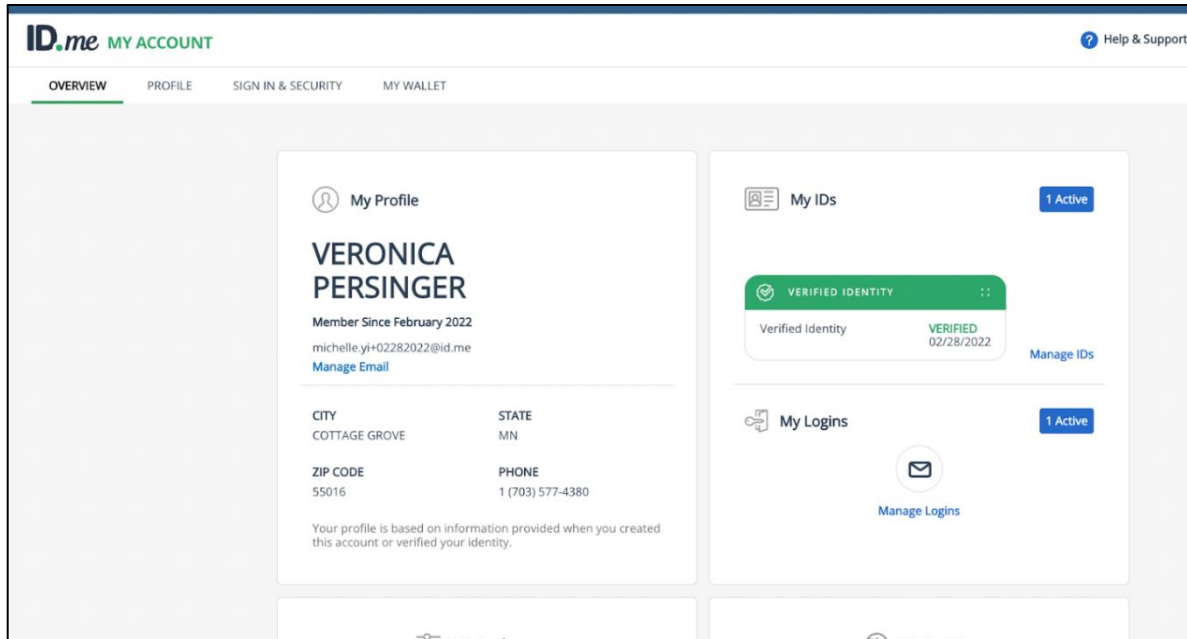 ID.me MY ACCOUNT
Help & Support
OVERVIEW PROFILE SIGN IN & SECURITY MY WALLET
My Profile
VERONICA
PERSINGER
Member Since February 2022
michelle.yi+02282022@id.me
Manage Email
CITY STATE
COTTAGE GROVE MN
ZIP CODE PHONE
55016 1 (703) 577-4380
Your profile is based on information provided when you created
this account or verified your identity.
My IDs 1 Active
VERIFIED IDENTITY
Verified Identity VERIFIED
02/28/2022
Manage IDs
My Logins 1 Active
Manage Logins